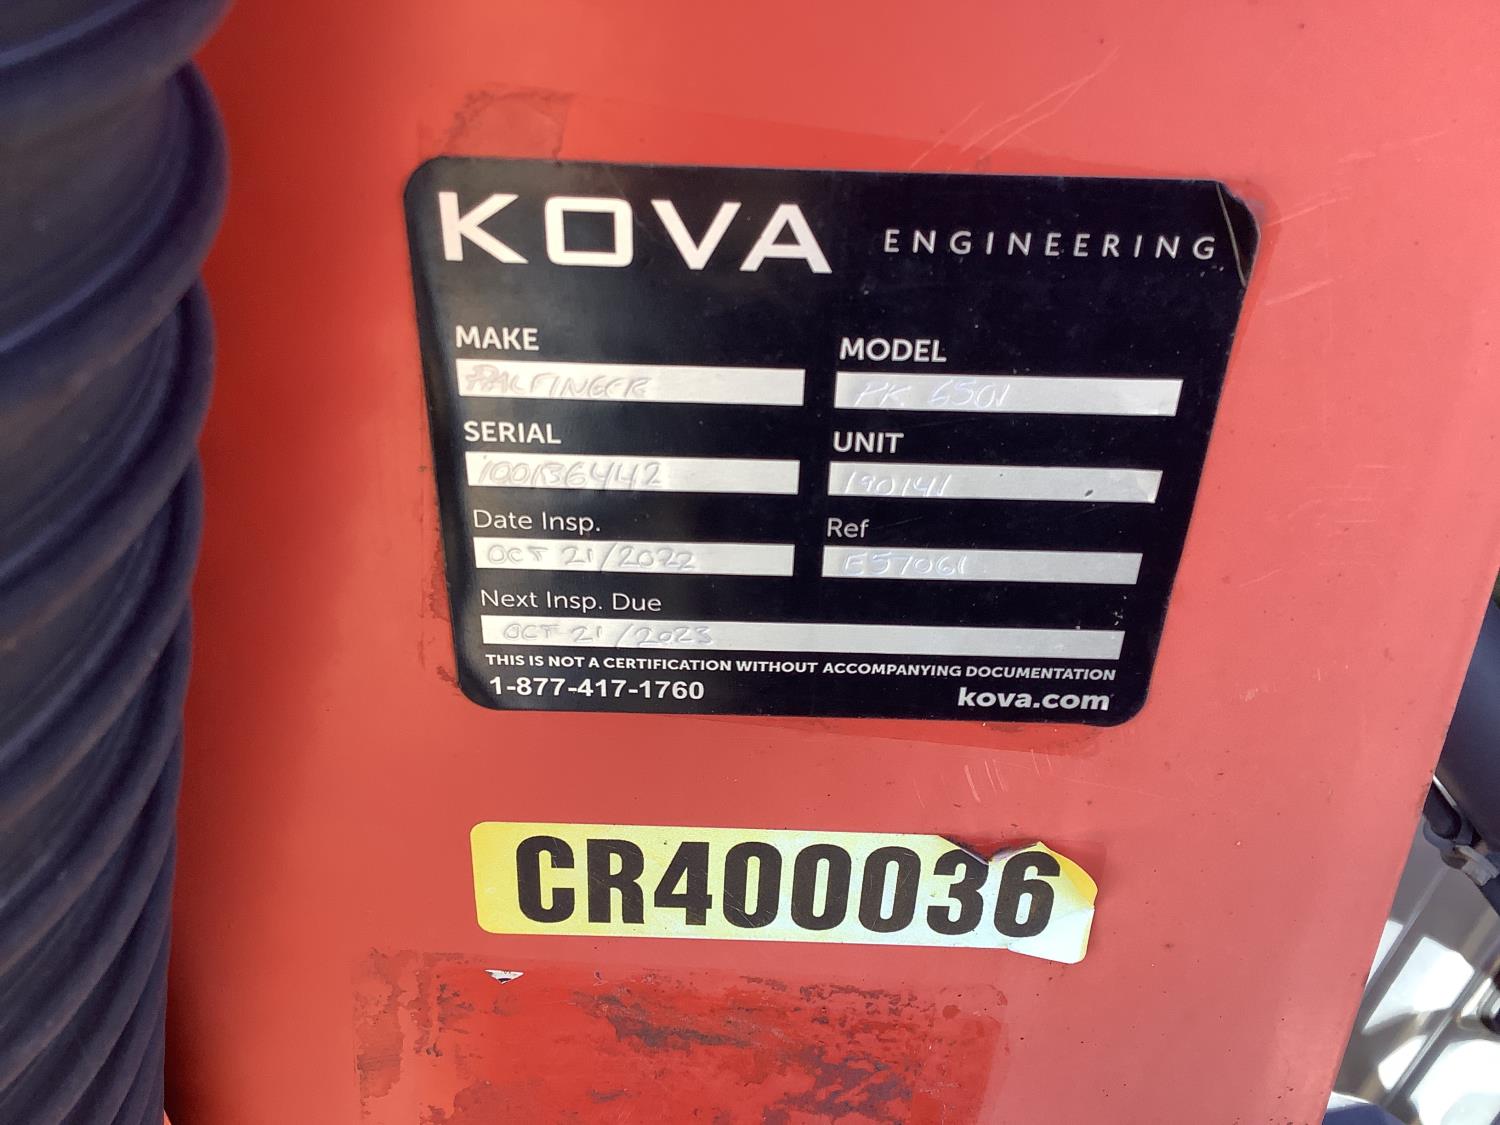 KOVA ENGINEERING
MAKE
PALFINGER
MODEL
PK 6501
SERIAL
UNIT
190141
Date Insp.
OCT 21/2022
Ref
E57061
Next Insp. Due
OCT 21/2023
THIS IS NOT A CERTIFICATION WITHOUT ACCOMPANYING DOCUMENTATION
1-877-417-1760
kova.com
CR400036